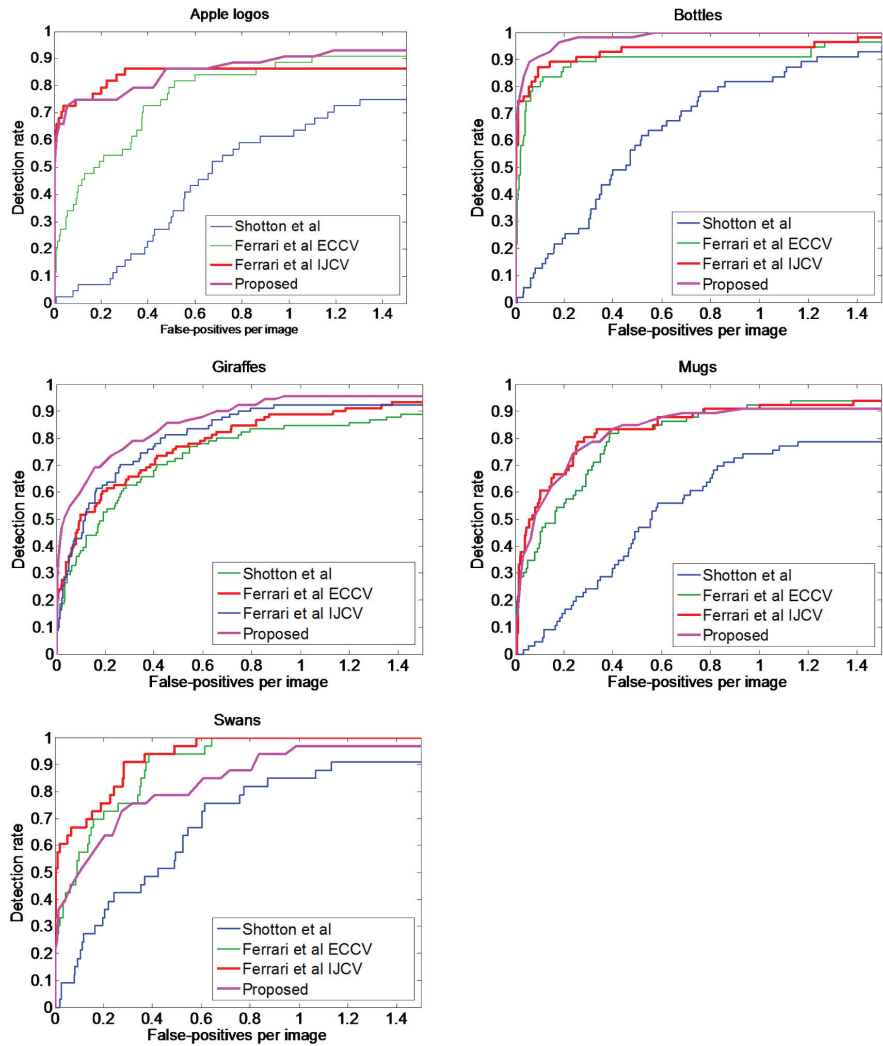 Apple logos
Detection rate
1
0.9
0.8
0.7
0.6
0.5
0.4
0.3
0.2
0.1
0
Shotton et al
Ferrari et al ECCV
Ferrari et al IJCV
Proposed
0 0.2 0.4 0.6 0.8 1 1.2 1.4
False-positives per image
Bottles
Detection rate
1
0.9
0.8
0.7
0.6
0.5
0.4
0.3
0.2
0.1
0
Shotton et al
Ferrari et al ECCV
Ferrari et al IJCV
Proposed
0 0.2 0.4 0.6 0.8 1 1.2 1.4
False-positives per image
Giraffes
Detection rate
1
0.9
0.8
0.7
0.6
0.5
0.4
0.3
0.2
0.1
0
Shotton et al
Ferrari et al ECCV
Ferrari et al IJCV
Proposed
0 0.2 0.4 0.6 0.8 1 1.2 1.4
False-positives per image
Mugs
Detection rate
1
0.9
0.8
0.7
0.6
0.5
0.4
0.3
0.2
0.1
0
Shotton et al
Ferrari et al ECCV
Ferrari et al IJCV
Proposed
0 0.2 0.4 0.6 0.8 1 1.2 1.4
False-positives per image
Swans
Detection rate
1
0.9
0.8
0.7
0.6
0.5
0.4
0.3
0.2
0.1
0
Shotton et al
Ferrari et al ECCV
Ferrari et al IJCV
Proposed
0 0.2 0.4 0.6 0.8 1 1.2 1.4
False-positives per image